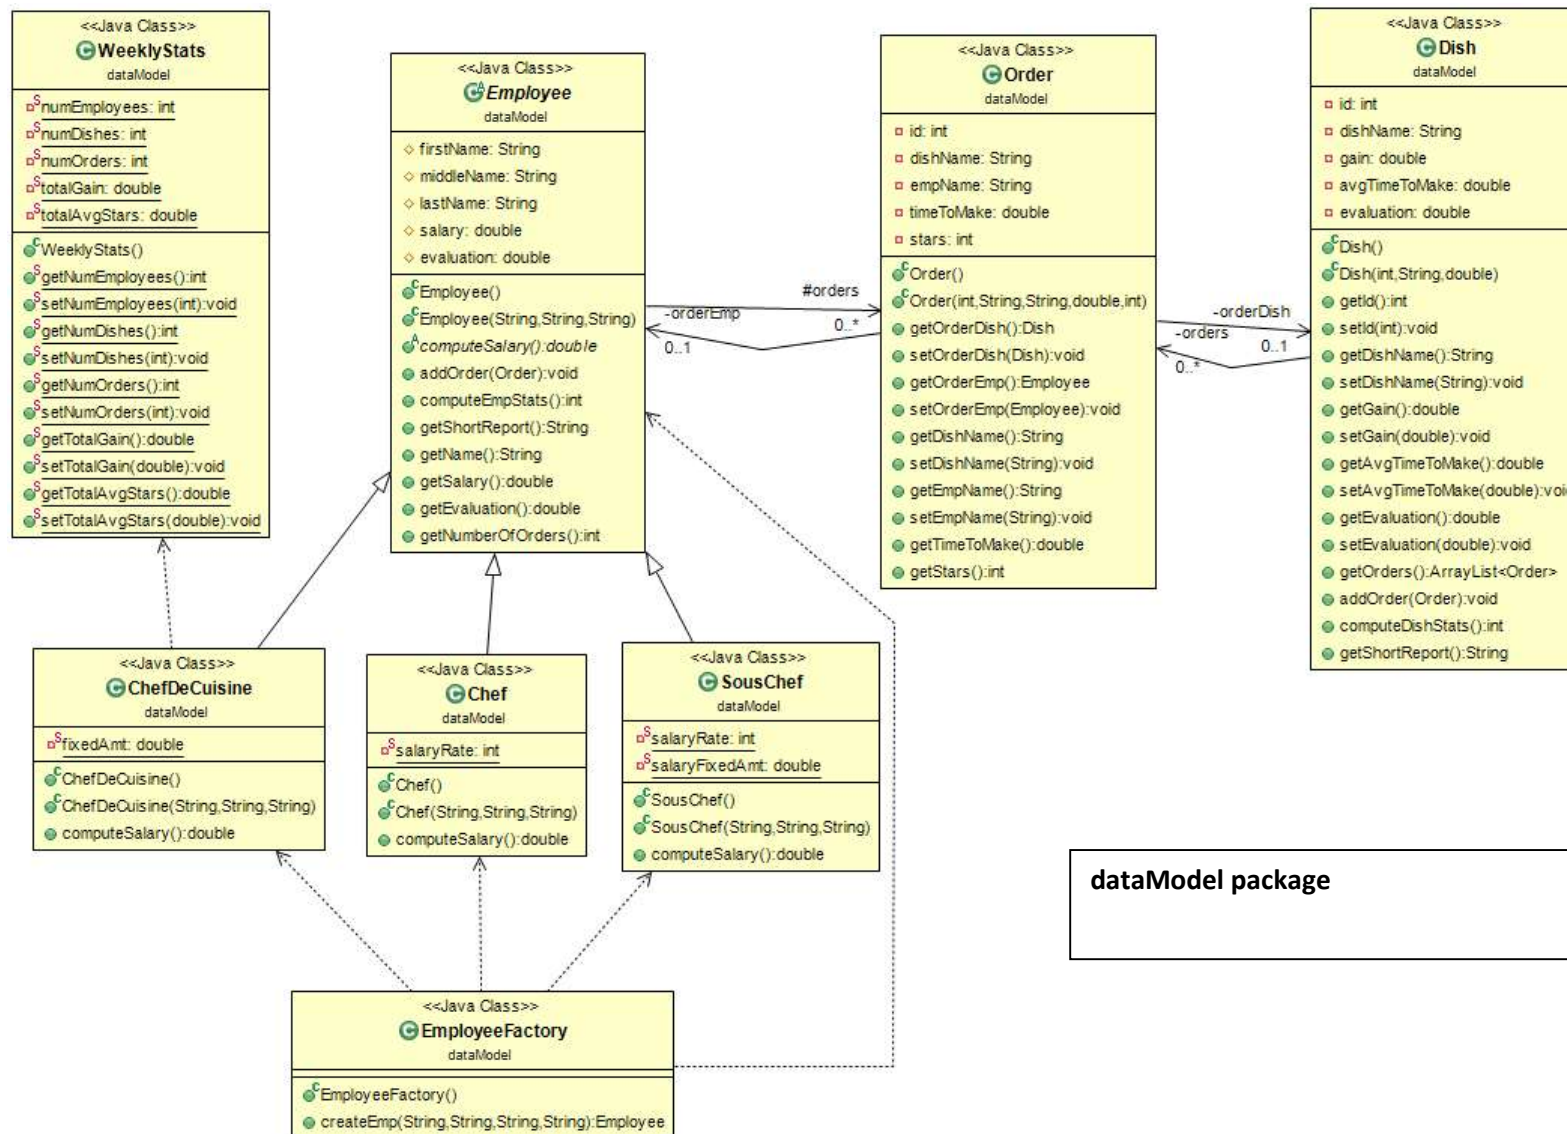 <<Java Class>>
WeeklyStats
dataModel
numEmployees: int
numDishes: int
numOrders: int
totalGain: double
totalAvgStars: double
WeeklyStats()
getNumEmployees():int
setNumEmployees(int):void
getNumDishes():int
setNumDishes(int):void
getNumOrders():int
setNumOrders(int):void
getTotalGain():double
setTotalGain(double):void
getTotalAvgStars():double
setTotalAvgStars(double):void
<<Java Class>>
Employee
dataModel
firstName: String
middleName: String
lastName: String
salary: double
evaluation: double
Employee()
Employee(String,String,String)
computeSalary():double
addOrder(Order):void
computeEmpStats():int
getShortReport():String
getName():String
getSalary():double
getEvaluation():double
getNumberOfOrders():int
#orders
-orderEmp
0..*
0..1
<<Java Class>>
Order
dataModel
id: int
dishName: String
empName: String
timeToMake: double
stars: int
Order()
Order(int,String,String,double,int)
getOrderDish():Dish
setOrderDish(Dish):void
getOrderEmp():Employee
setOrderEmp(Employee):void
getDishName():String
setDishName(String):void
getEmpName():String
setEmpName(String):void
getTimeToMake():double
getStars():int
-orderDish
-orders
0..1
0..*
<<Java Class>>
Dish
dataModel
id: int
dishName: String
gain: double
avgTimeToMake: double
evaluation: double
Dish()
Dish(int,String,double)
getId():int
setId(int):void
getDishName():String
setDishName(String):void
getGain():double
setGain(double):void
getAvgTimeToMake():double
setAvgTimeToMake(double):voi
getEvaluation():double
setEvaluation(double):void
getOrders():ArrayList<Order>
addOrder(Order):void
computeDishStats():int
getShortReport():String
<<Java Class>>
ChefDeCuisine
dataModel
fixedAmt: double
ChefDeCuisine()
ChefDeCuisine(String,String,String)
computeSalary():double
<<Java Class>>
Chef
dataModel
salaryRate: int
Chef()
Chef(String,String,String)
computeSalary():double
<<Java Class>>
SousChef
dataModel
salaryRate: int
salaryFixedAmt: double
SousChef()
SousChef(String,String,String)
computeSalary():double
dataModel package
<<Java Class>>
EmployeeFactory
dataModel
EmployeeFactory()
createEmp(String,String,String,String):Employee